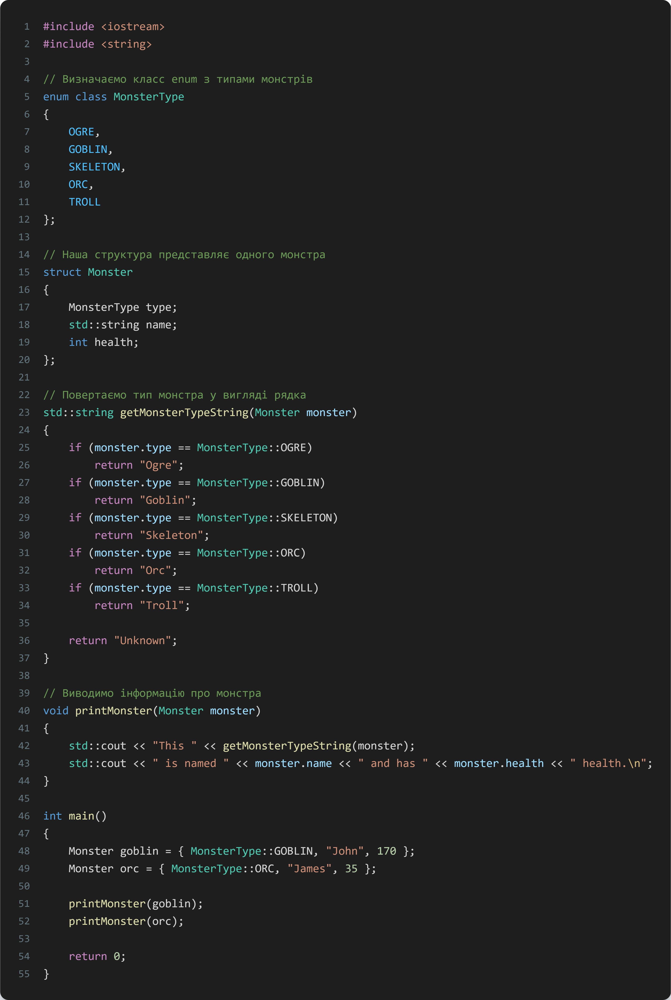 1 #include <iostream>
2 #include <string>
3
4 // Визначаємо класс enum з типами монстрів
5 enum class MonsterType
6 {
7     OGRE,
8     GOBLIN,
9     SKELETON,
10     ORC,
11     TROLL
12 };
13
14 // Наша структура представляє одного монстра
15 struct Monster
16 {
17     MonsterType type;
18     std::string name;
19     int health;
20 };
21
22 // Повертаємо тип монстра у вигляді рядка
23 std::string getMonsterTypeString(Monster monster)
24 {
25     if (monster.type == MonsterType::OGRE)
26         return "Ogre";
27     if (monster.type == MonsterType::GOBLIN)
28         return "Goblin";
29     if (monster.type == MonsterType::SKELETON)
30         return "Skeleton";
31     if (monster.type == MonsterType::ORC)
32         return "Orc";
33     if (monster.type == MonsterType::TROLL)
34         return "Troll";
35
36     return "Unknown";
37 }
38
39 // Виводимо інформацію про монстра
40 void printMonster(Monster monster)
41 {
42     std::cout << "This " << getMonsterTypeString(monster);
43     std::cout << " is named " << monster.name << " and has " << monster.health << " health.\n";
44 }
45
46 int main()
47 {
48     Monster goblin = { MonsterType::GOBLIN, "John", 170 };
49     Monster orc = { MonsterType::ORC, "James", 35 };
50
51     printMonster(goblin);
52     printMonster(orc);
53
54     return 0;
55 }